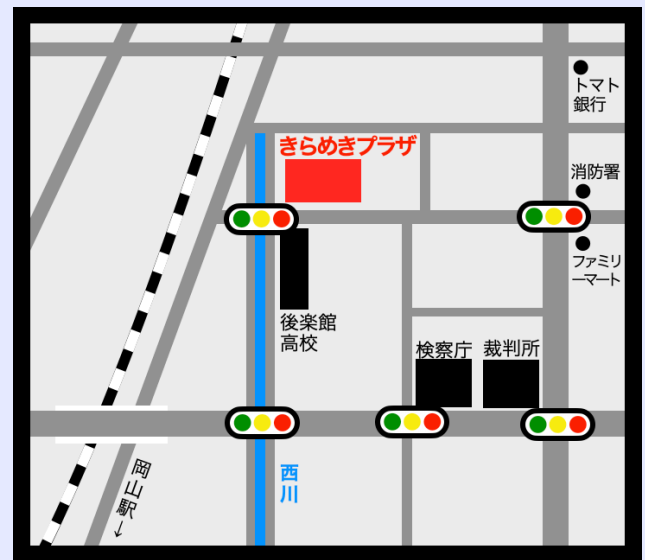 トマト
銀行
きらめきプラザ
消防署
ファミリ
ーマート
後楽館
高校
検察庁
裁判所
岡山駅↓
西川